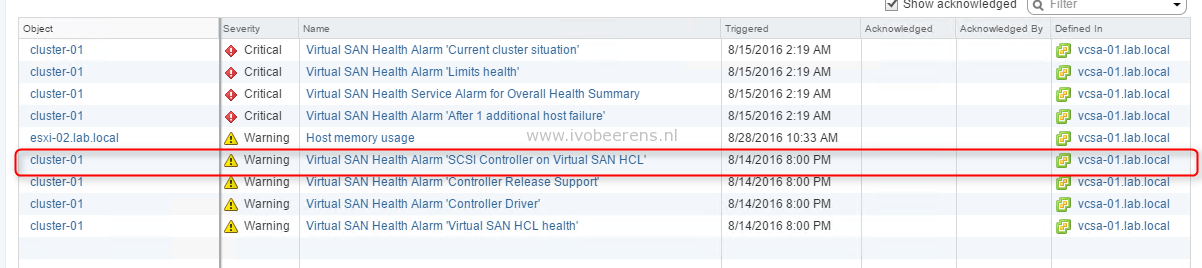 Show acknowledged Filter
Object Severity Name Triggered Acknowledged Acknowledged By Defined In
cluster-01 Critical Virtual SAN Health Alarm 'Current cluster situation' 8/15/2016 2:19 AM vcsa-01.lab.local
cluster-01 Critical Virtual SAN Health Alarm 'Limits health' 8/15/2016 2:19 AM vcsa-01.lab.local
cluster-01 Critical Virtual SAN Health Service Alarm for Overall Health Summary 8/15/2016 2:19 AM vcsa-01.lab.local
cluster-01 Critical Virtual SAN Health Alarm 'After 1 additional host failure' 8/15/2016 2:19 AM vcsa-01.lab.local
esxi-02.lab.local Warning Host memory usage www.ivobeerens.nl 8/28/2016 10:33 AM vcsa-01.lab.local
cluster-01 Warning Virtual SAN Health Alarm 'SCSI Controller on Virtual SAN HCL' 8/14/2016 8:00 PM vcsa-01.lab.local
cluster-01 Warning Virtual SAN Health Alarm 'Controller Release Support' 8/14/2016 8:00 PM vcsa-01.lab.local
cluster-01 Warning Virtual SAN Health Alarm 'Controller Driver' 8/14/2016 8:00 PM vcsa-01.lab.local
cluster-01 Warning Virtual SAN Health Alarm 'Virtual SAN HCL health' 8/14/2016 8:00 PM vcsa-01.lab.local